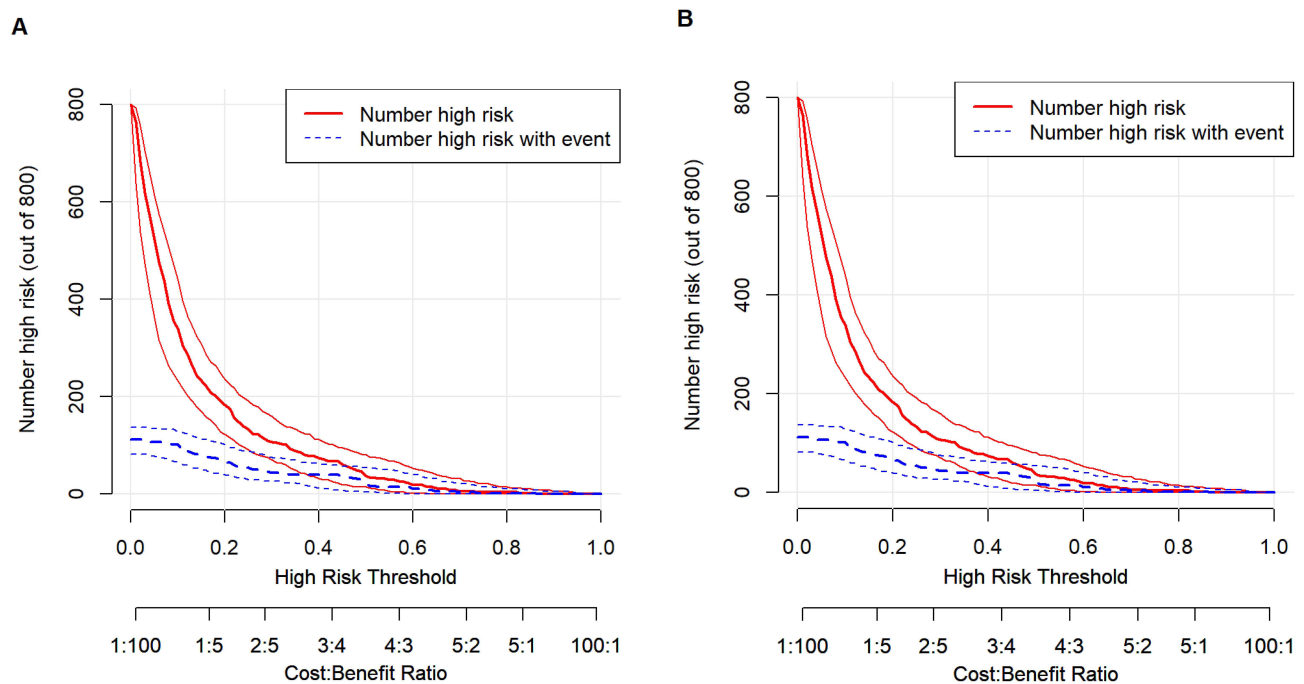 A
Number high risk
Number high risk with event
Number high risk (out of 800)
800
600
400
200
0
0.0 0.2 0.4 0.6 0.8 1.0
High Risk Threshold
1:100 1:5 2:5 3:4 4:3 5:2 5:1 100:1
Cost:Benefit Ratio
B
Number high risk
Number high risk with event
Number high risk (out of 800)
800
600
400
200
0
0.0 0.2 0.4 0.6 0.8 1.0
High Risk Threshold
1:100 1:5 2:5 3:4 4:3 5:2 5:1 100:1
Cost:Benefit Ratio